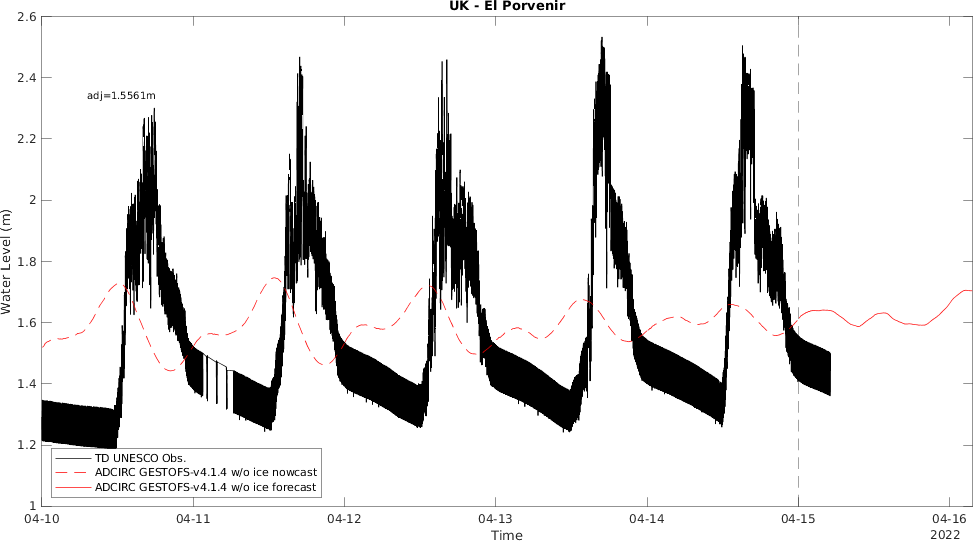 UK - El Porvenir
2.6
2.4
adj=1.5561m
2.2
2
1.8
1.6
1.4
1.2
1
Water Level (m)
TD UNESCO Obs.
ADCIRC GESTOFS-v4.1.4 w/o ice nowcast
ADCIRC GESTOFS-v4.1.4 w/o ice forecast
04-10 04-11 04-12 04-13 04-14 04-15 04-16
Time
2022